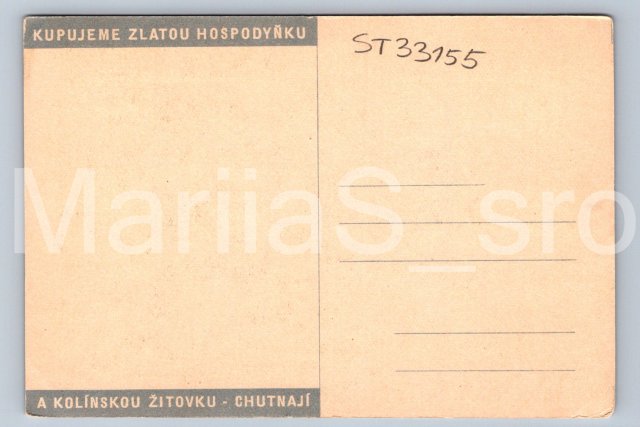 KUPUJEME ZLATOU HOSPODYŇKU
ST33155
MariiaS_sro
A KOLÍNSKOU ŽITOVKU - CHUTNAJÍ